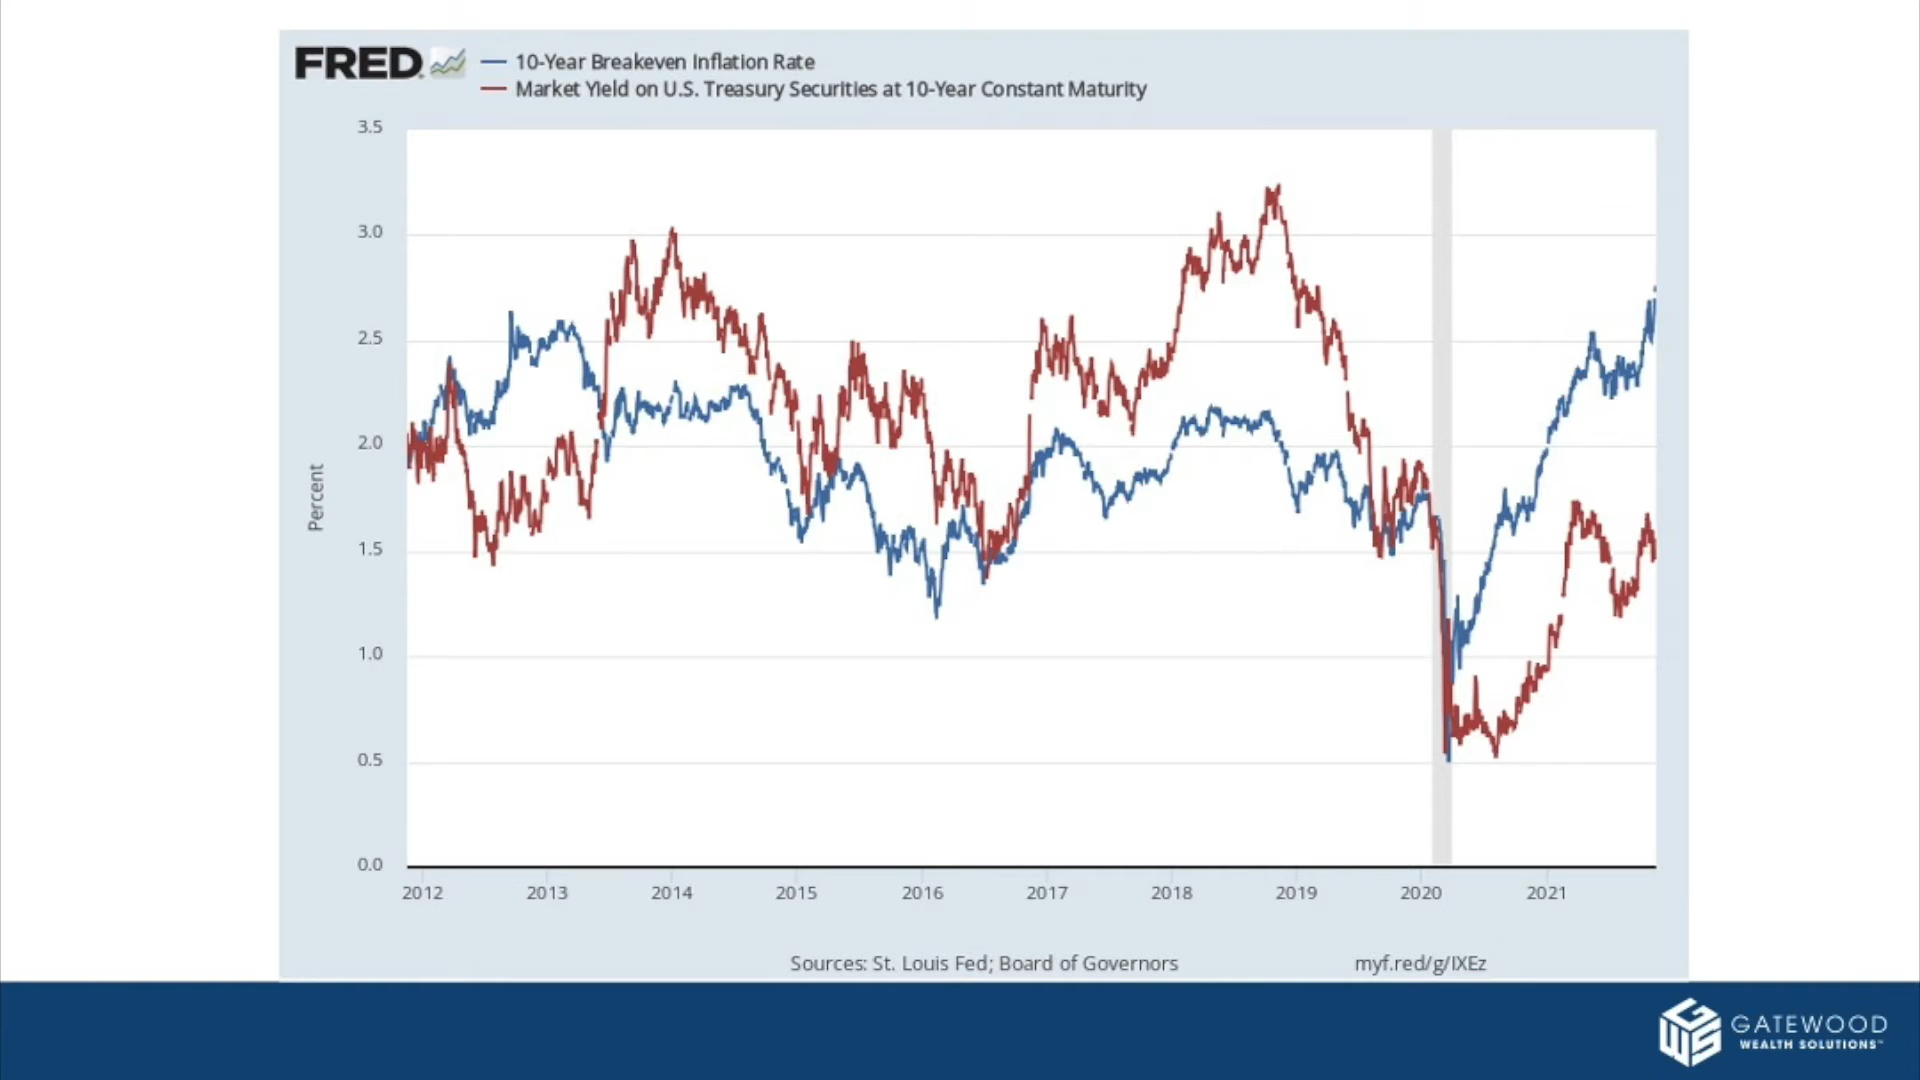 FRED
10-Year Breakeven Inflation Rate
Market Yield on U.S. Treasury Securities at 10-Year Constant Maturity
3.5
3.0
2.5
2.0
1.5
1.0
0.5
0.0
Percent
2012 2013 2014 2015 2016 2017 2018 2019 2020 2021
Sources: St. Louis Fed; Board of Governors myf.red/g/IXEz
GWS
GATEWOOD
WEALTH SOLUTIONS™